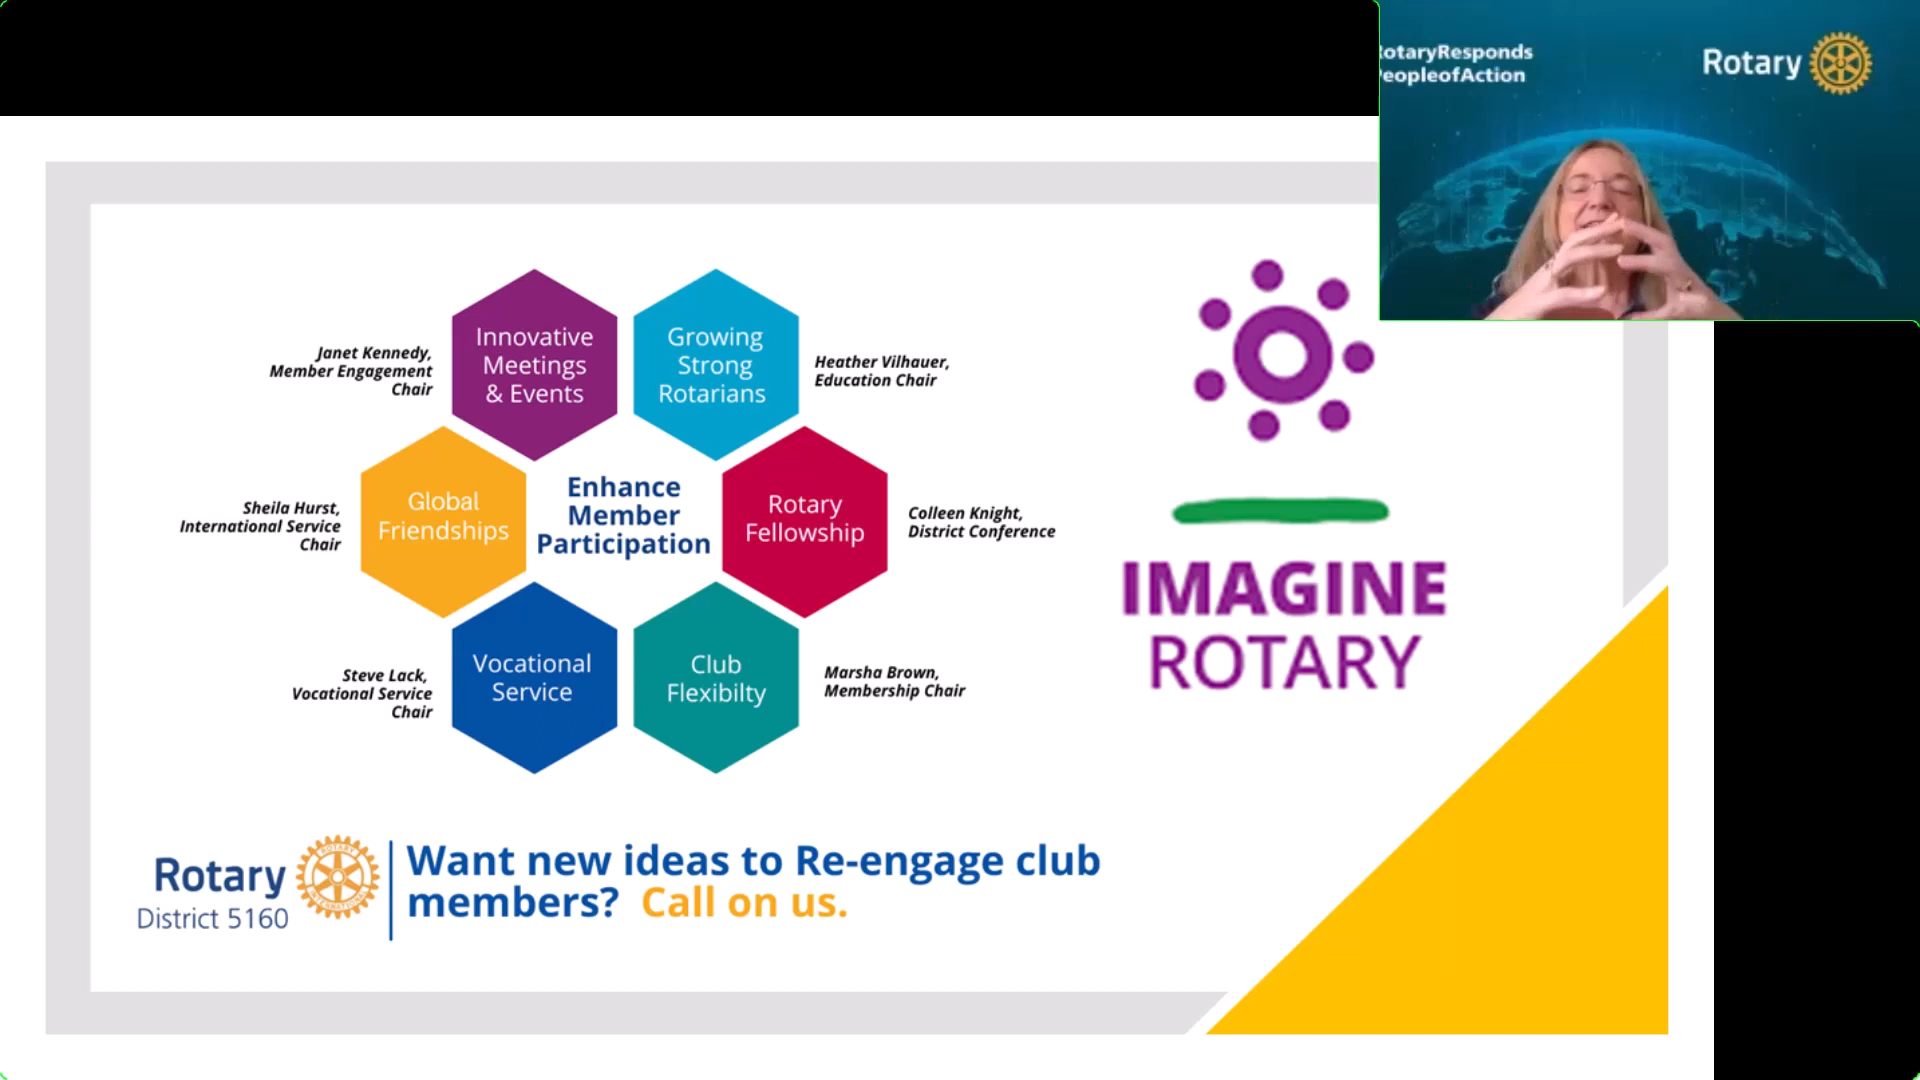 otaryResponds
eopleofAction
Rotary
Innovative
Meetings
& Events
Growing
Strong
Rotarians
Janet Kennedy,
Member Engagement
Chair
Heather Vilhauer,
Education Chair
Global
Friendships
Enhance
Member
Participation
Rotary
Fellowship
Sheila Hurst,
International Service
Chair
Colleen Knight,
District Conference
Vocational
Service
Club
Flexibilty
Steve Lack,
Vocational Service
Chair
Marsha Brown,
Membership Chair
IMAGINE
ROTARY
Rotary
District 5160
ROTARY
INTERNATIONAL
Want new ideas to Re-engage club
members? Call on us.